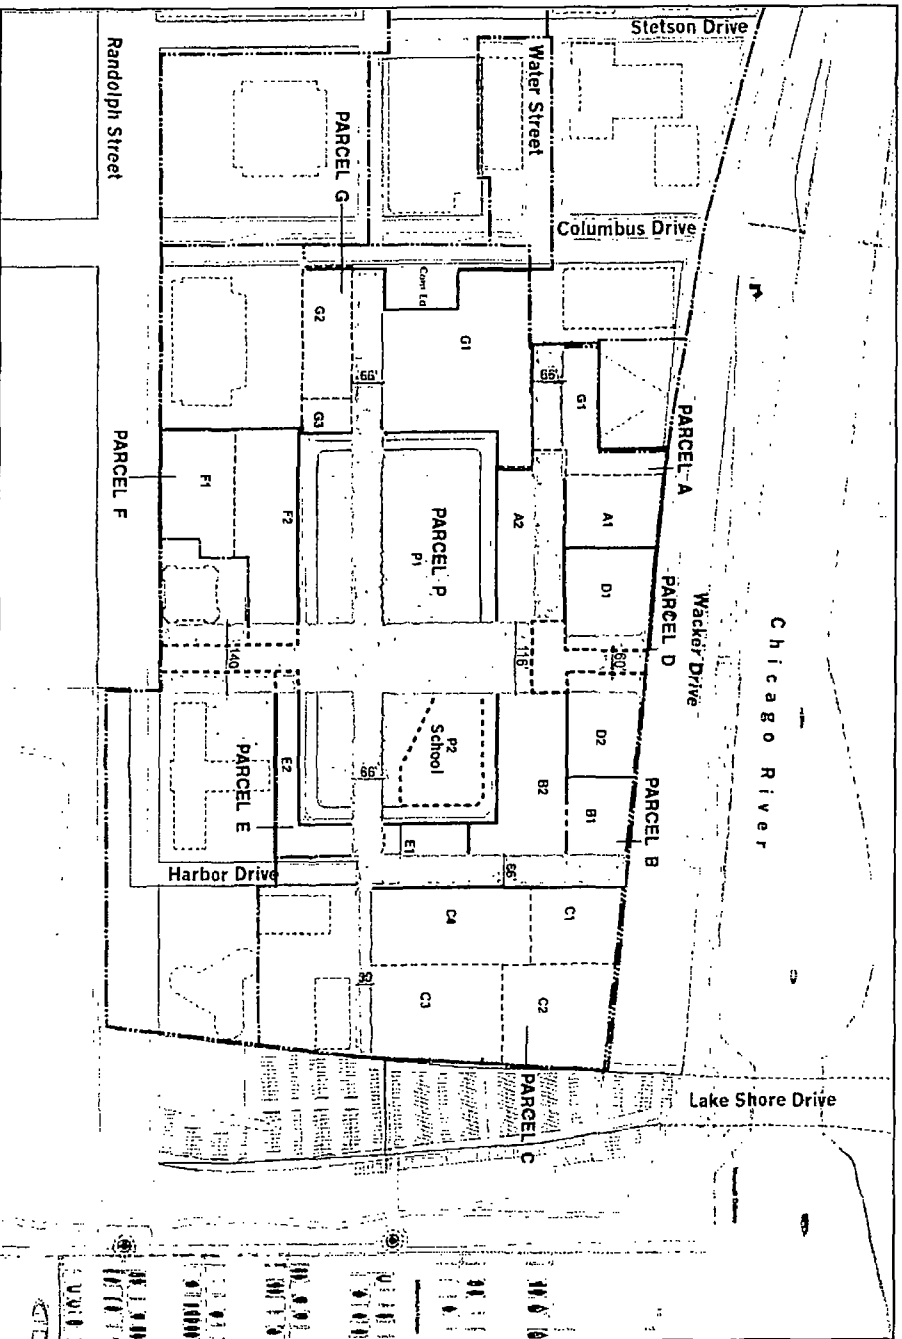 Stetson Drive
Randolph Street
Water Street
PARCEL G
Columbus Drive
Com Ed
G2
G1
66'
66'
G1
G3
PARCEL A
PARCEL F
F1
F2
PARCEL P
P1
A2
A1
D1
PARCEL D
Wacker Drive
Chicago River
140'
116'
60'
P2
School
D2
E2
PARCEL E
66'
B2
B1
PARCEL B
E1
Harbor Drive
66'
C4
C1
30
C3
C2
PARCEL C
Lake Shore Drive